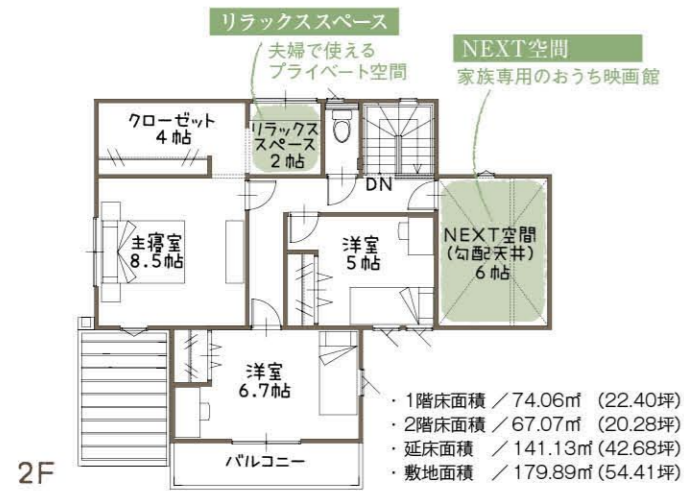 リラックススペース
夫婦で使える
プライベート空間
NEXT空間
家族専用のおうち映画館
クローゼット
4帖
リラックス
スペース
2帖
DN
主寝室
8.5帖
洋室
5帖
NEXT空間
(勾配天井)
6帖
洋室
6.7帖
バルコニー
2F
・1階床面積 ／74.06㎡ (22.40坪)
・2階床面積 ／67.07㎡ (20.28坪)
・延床面積 ／141.13㎡ (42.68坪)
・敷地面積 ／179.89㎡ (54.41坪)